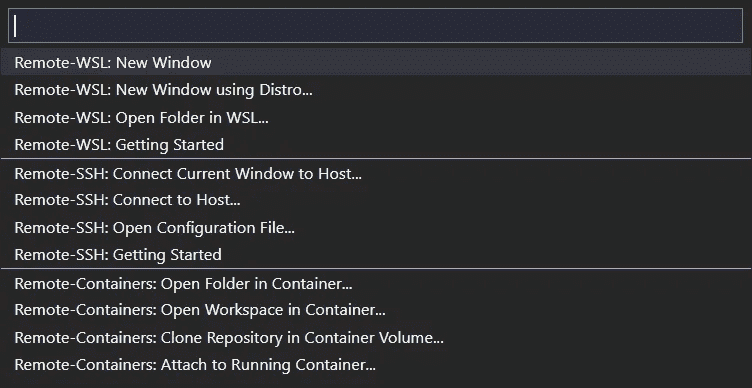 Remote-WSL: New Window
Remote-WSL: New Window using Distro...
Remote-WSL: Open Folder in WSL...
Remote-WSL: Getting Started
Remote-SSH: Connect Current Window to Host...
Remote-SSH: Connect to Host...
Remote-SSH: Open Configuration File...
Remote-SSH: Getting Started
Remote-Containers: Open Folder in Container...
Remote-Containers: Open Workspace in Container...
Remote-Containers: Clone Repository in Container Volume...
Remote-Containers: Attach to Running Container...